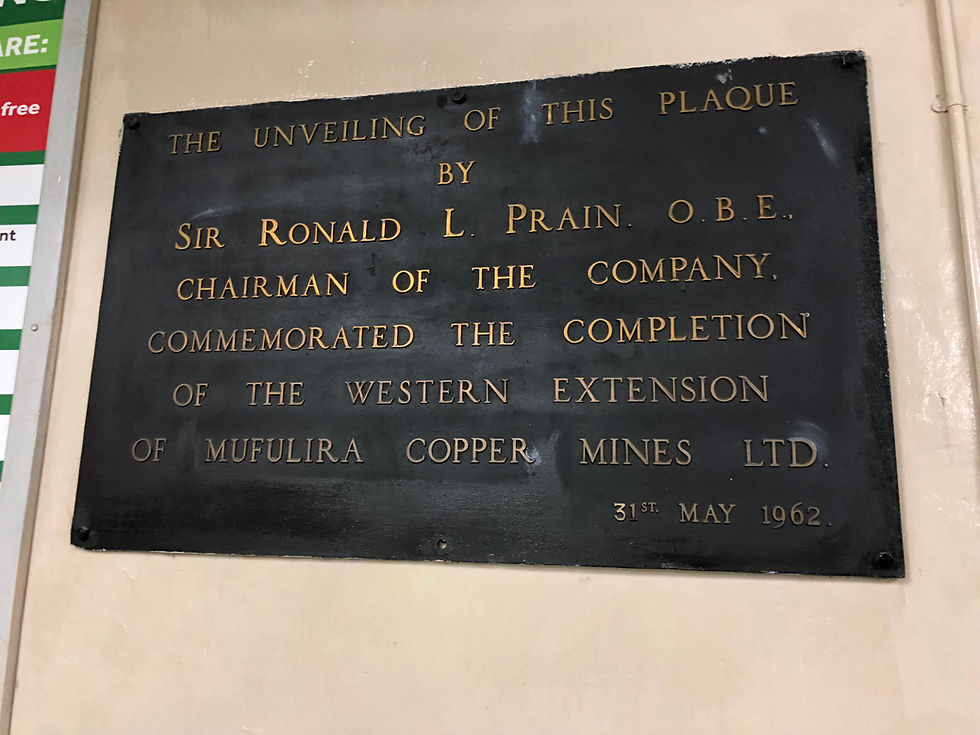 ARE:
free
nt
THE UNVEILING OF THIS PLAQUE
BY
SIR RONALD L. PRAIN. O.B.E.,
CHAIRMAN OF THE COMPANY,
COMMEMORATED THE COMPLETION
OF THE WESTERN EXTENSION
OF MUFULIRA COPPER MINES LTD.
31ST. MAY 1962.